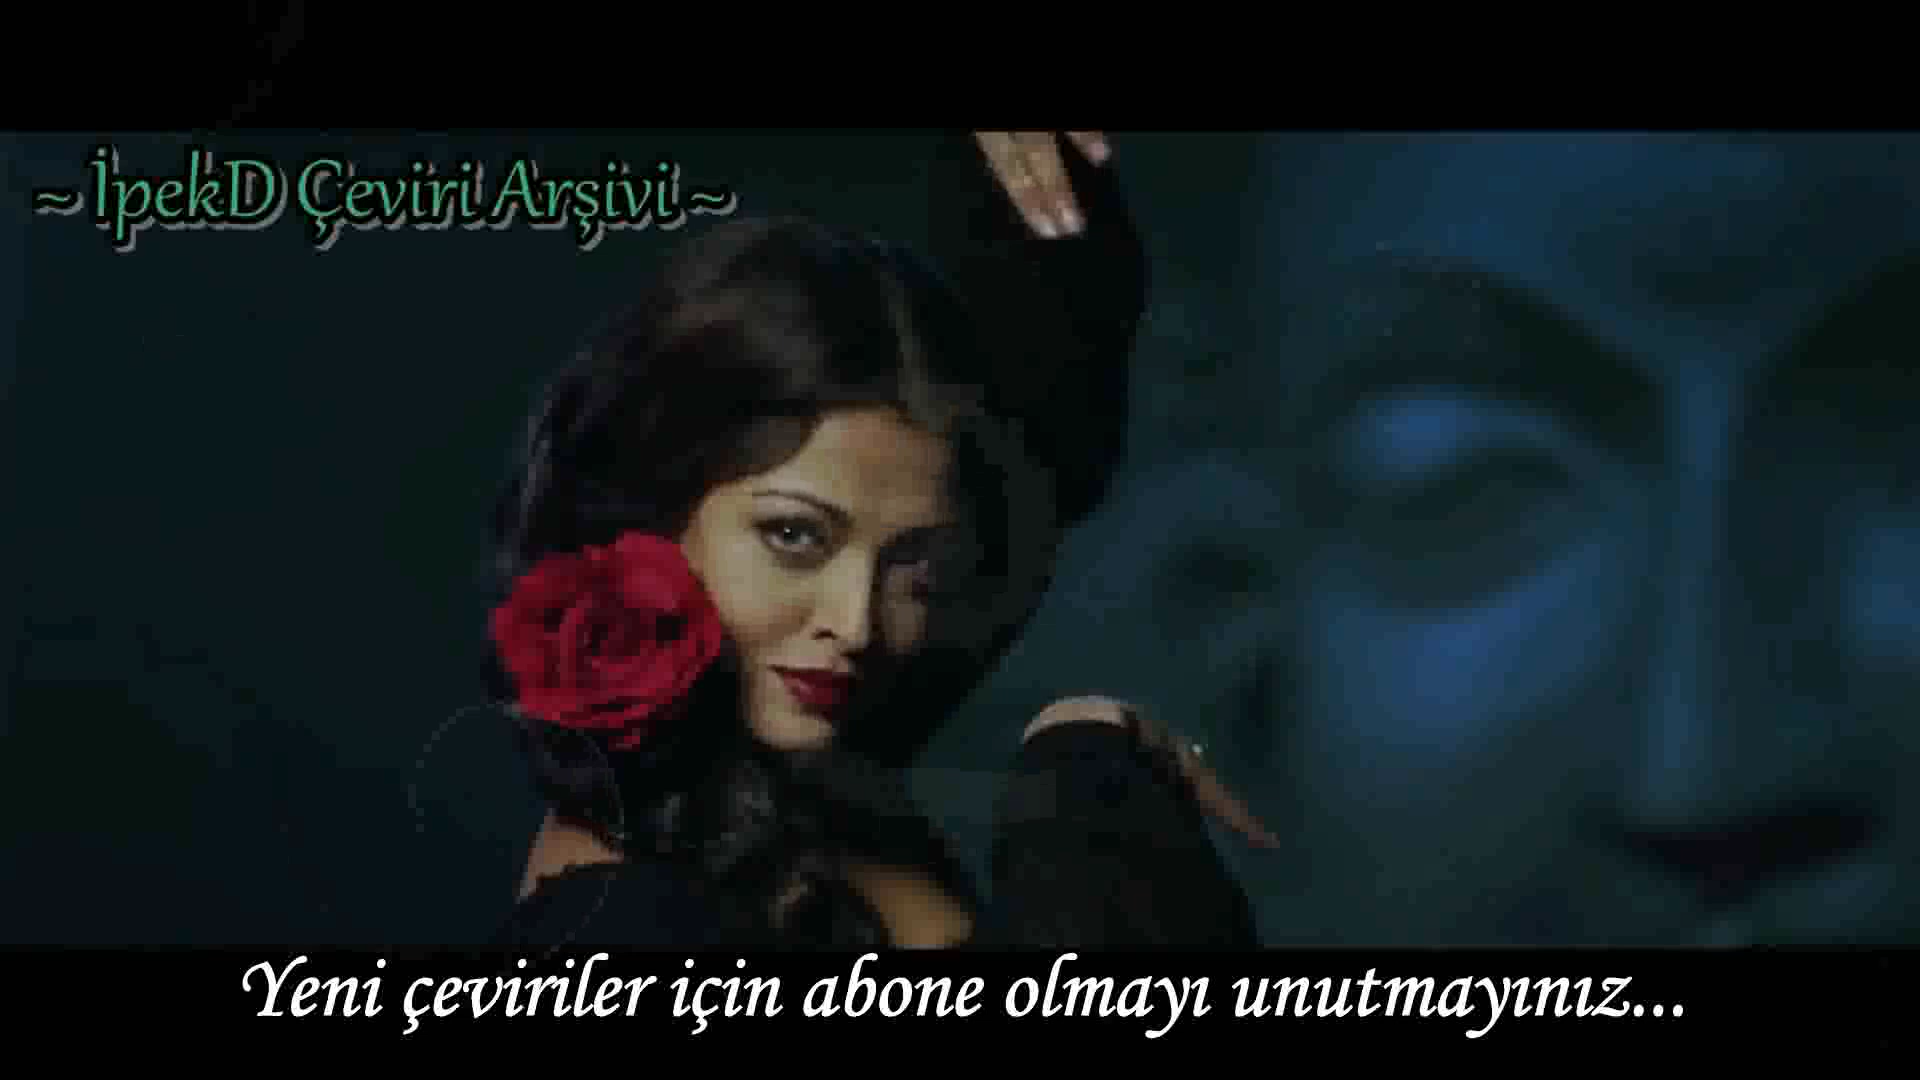 ~ İpekD Çeviri Arşivi ~
Yeni çeviriler için abone olmayı unutmayınız...